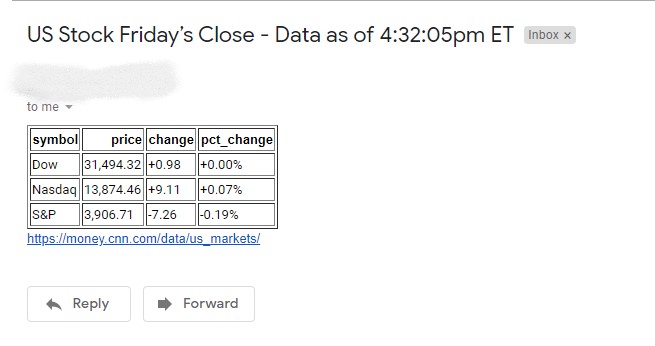 US Stock Friday's Close - Data as of 4:32:05pm ET Inbox x
to me
symbol price change pct_change
Dow 31,494.32 +0.98 +0.00%
Nasdaq 13,874.46 +9.11 +0.07%
S&P 3,906.71 -7.26 -0.19%
https://money.cnn.com/data/us_markets/
Reply Forward